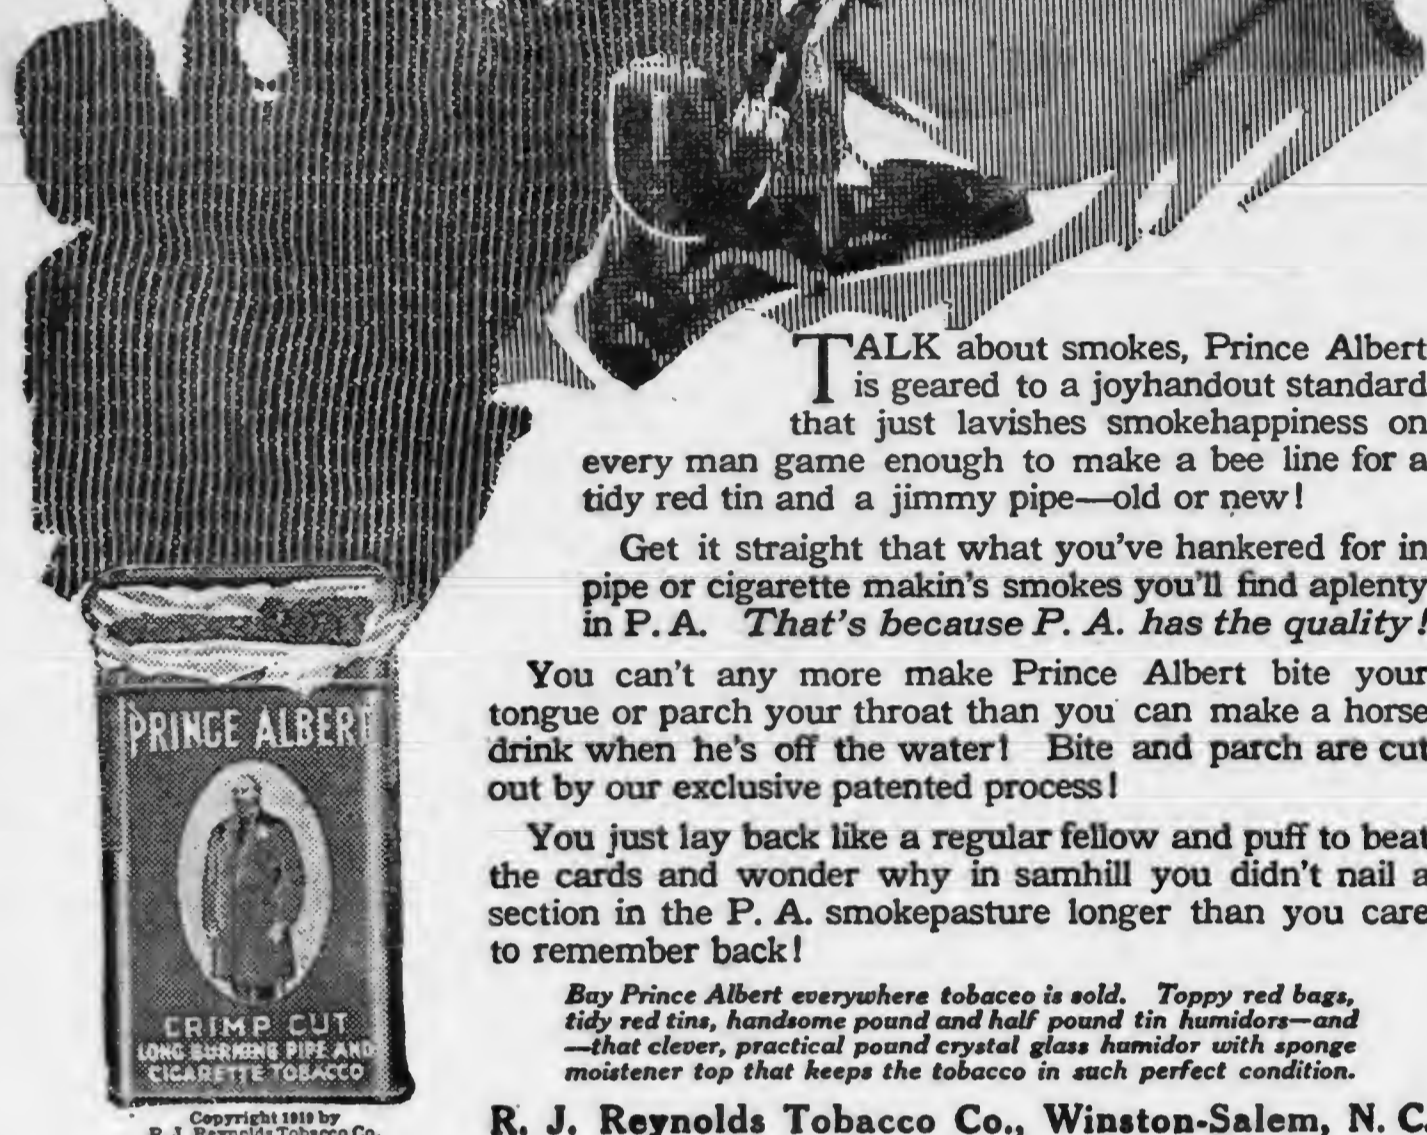 TALK about smokes, Prince Albert
is geared to a joyhandout standard
that just lavishes smokehappiness on
every man game enough to make a bee line for a
tidy red tin and a jimmy pipe—old or new!
Get it straight that what you've hankered for in
pipe or cigarette makin's smokes you'll find aplenty
in P. A. That's because P. A. has the quality!
You can't any more make Prince Albert bite your
tongue or parch your throat than you can make a horse
drink when he's off the water! Bite and parch are cut
out by our exclusive patented process!
You just lay back like a regular fellow and puff to beat
the cards and wonder why in samhill you didn't nail a
section in the P. A. smokepasture longer than you care
to remember back!
Buy Prince Albert everywhere tobacco is sold. Toppy red bags,
tidy red tins, handsome pound and half pound tin humidors—and
—that clever, practical pound crystal glass humidor with sponge
moistener top that keeps the tobacco in such perfect condition.
R. J. Reynolds Tobacco Co., Winston-Salem, N. C.
PRINCE ALBERT
CRIMP CUT
LONG BURNING PIPE AND
CIGARETTE TOBACCO
Copyright 1919 by
R. J. Reynolds Tobacco Co.